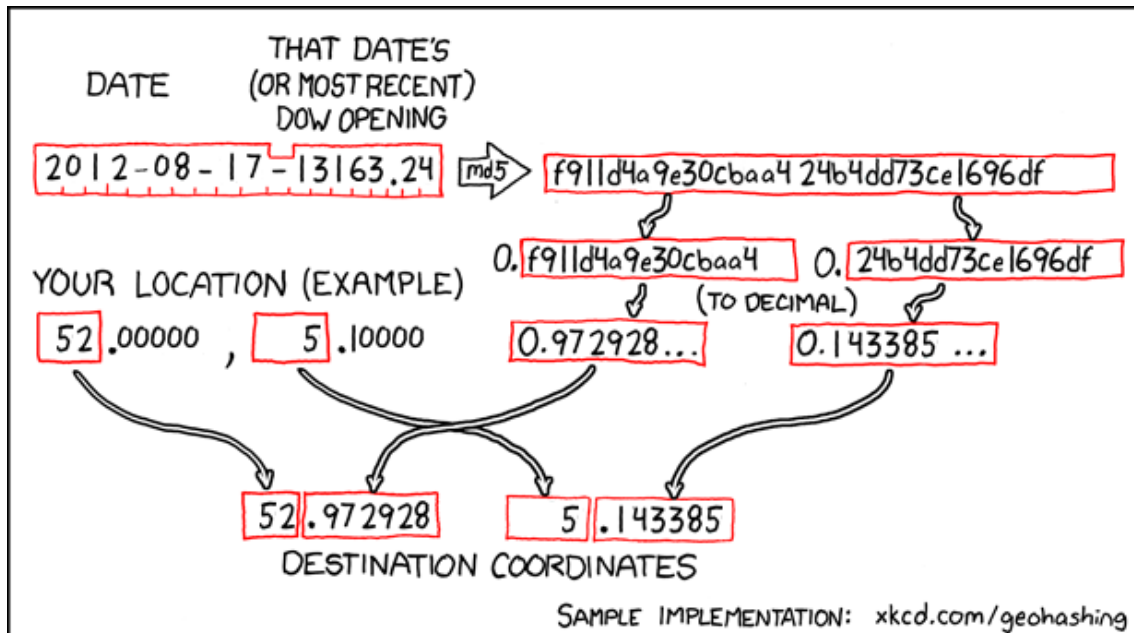 DATE
THAT DATE'S
(OR MOST RECENT)
DOW OPENING
2012-08-17-13163.24
md5
f911d4a9e30cbaa4 24b4dd73ce1696df
0.f911d4a9e30cbaa4
0.24b4dd73ce1696df
YOUR LOCATION (EXAMPLE)
(TO DECIMAL)
52.00000, 5.10000
0.972928...
0.143385 ...
52.972928
5.143385
DESTINATION COORDINATES
SAMPLE IMPLEMENTATION: xkcd.com/geohashing